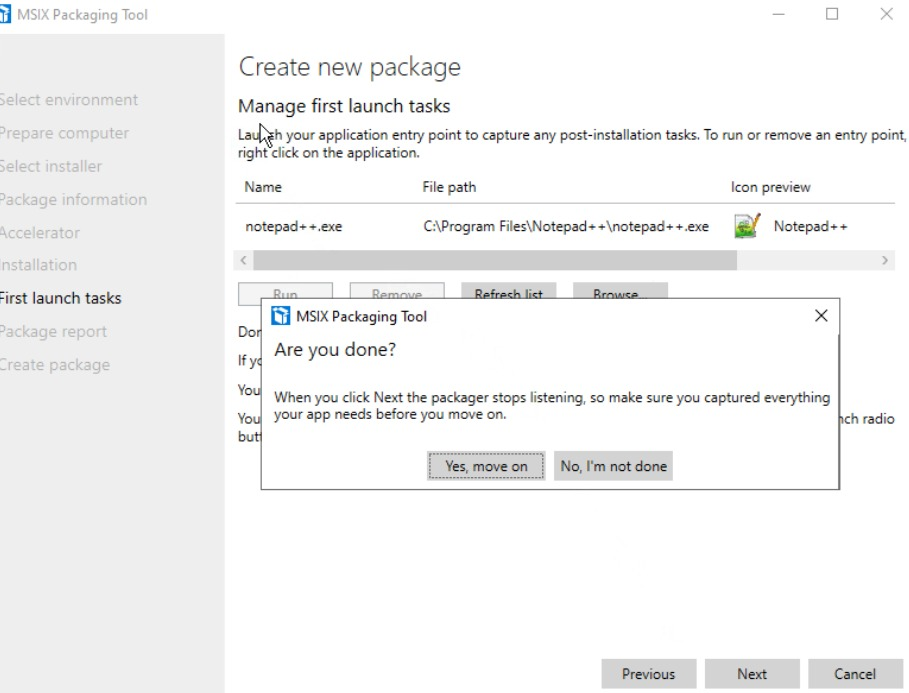 MSIX Packaging Tool
Create new package
Manage first launch tasks
Launch your application entry point to capture any post-installation tasks. To run or remove an entry point,
right click on the application.
Select environment
Prepare computer
Select installer
Package information
Accelerator
Installation
First launch tasks
Package report
Create package
Name File path Icon preview
notepad++.exe C:\Program Files\Notepad++\notepad++.exe Notepad++
Run Remove Refresh list Browse...
MSIX Packaging Tool
Are you done?
When you click Next the packager stops listening, so make sure you captured everything
your app needs before you move on.
Yes, move on No, I'm not done
If yo
You
You
radio
butt
Previous Next Cancel